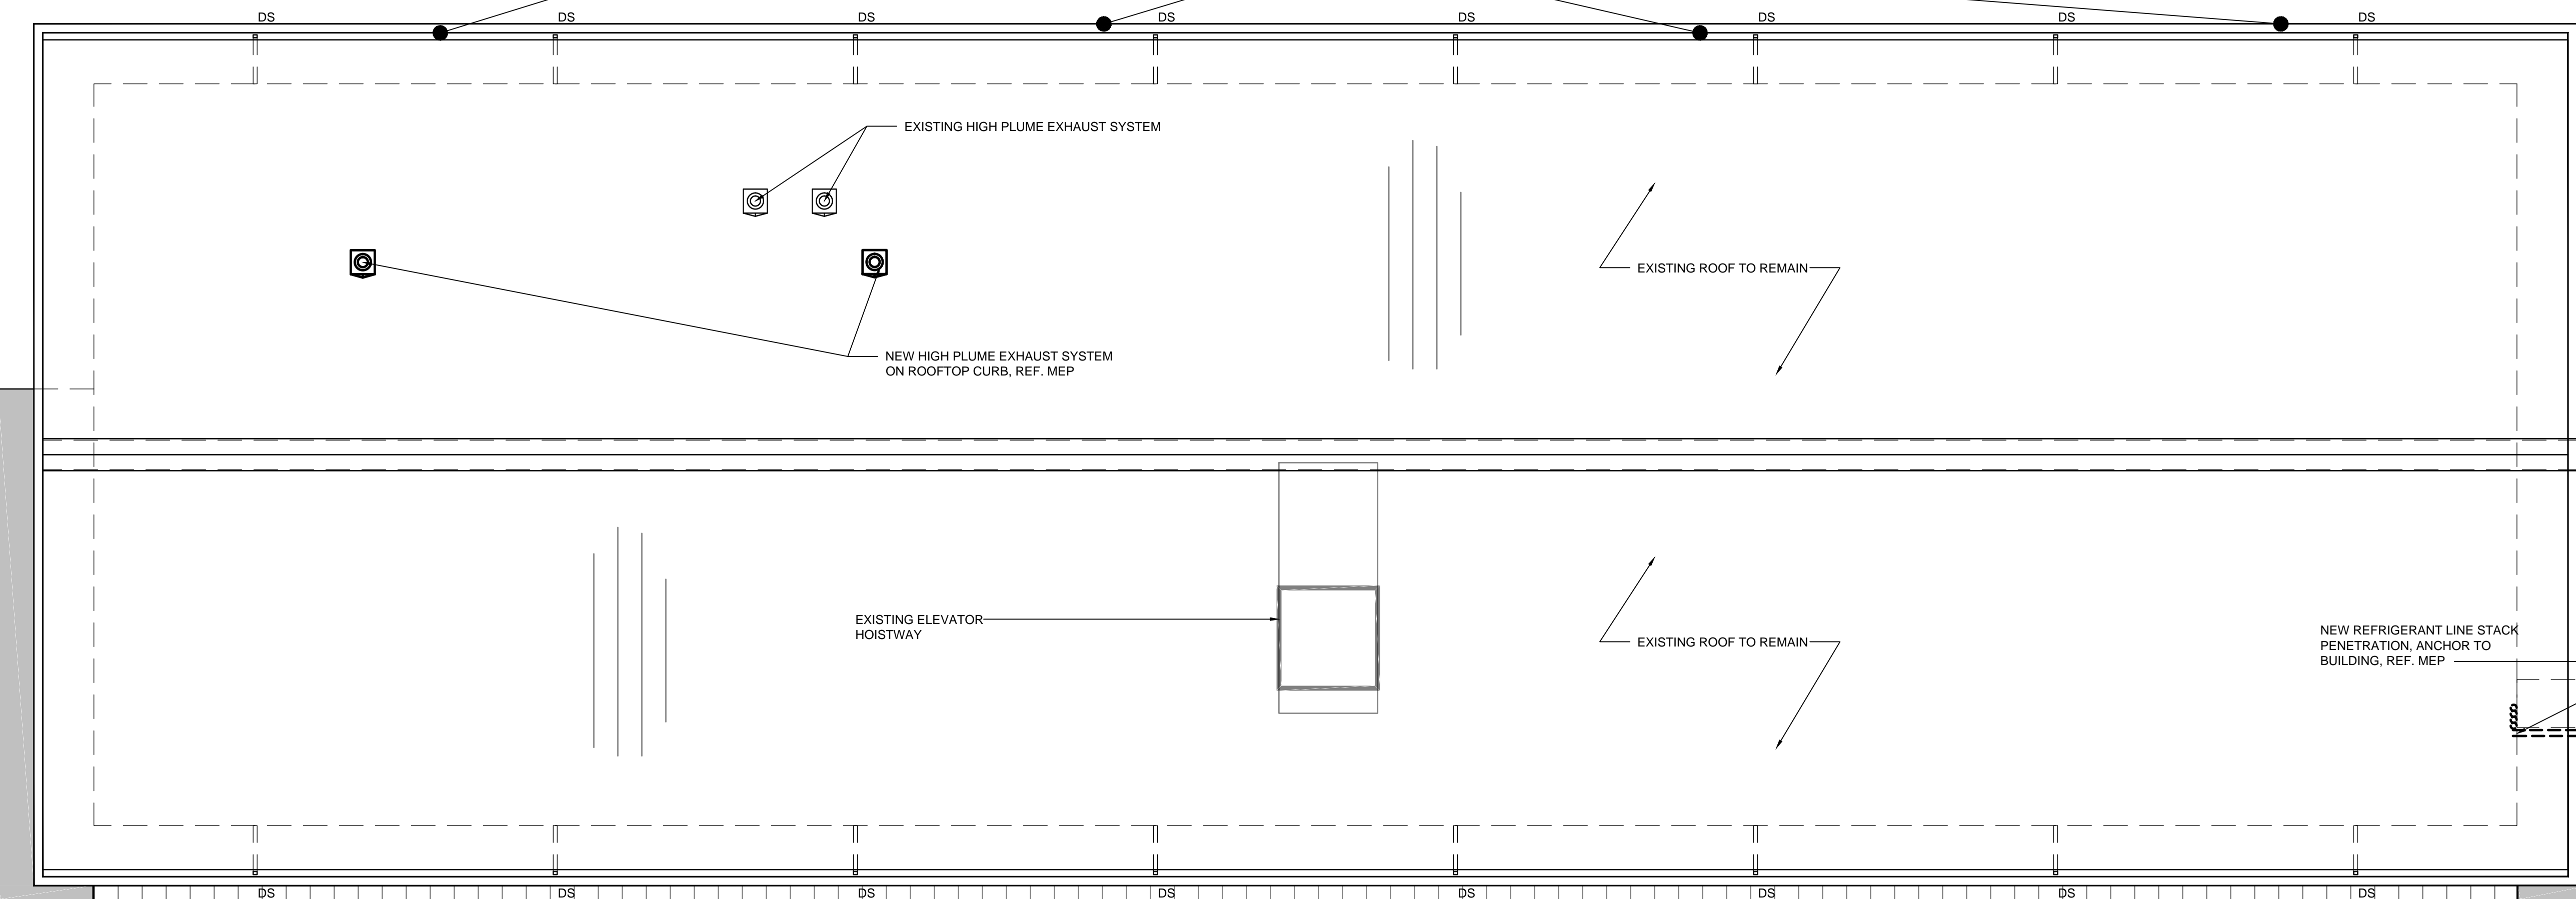 DS DS DS DS DS DS DS DS
EXISTING HIGH PLUME EXHAUST SYSTEM
EXISTING ROOF TO REMAIN
NEW HIGH PLUME EXHAUST SYSTEM
ON ROOFTOP CURB, REF. MEP
EXISTING ELEVATOR
HOISTWAY
EXISTING ROOF TO REMAIN
NEW REFRIGERANT LINE STACK
PENETRATION, ANCHOR TO
BUILDING, REF. MEP
DS DS DS DS DS DS DS DS